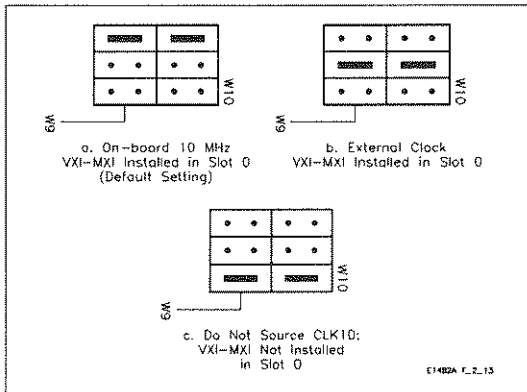 W10
W9
a. On-board 10 MHz
VXI-MXI Installed in Slot 0
(Default Setting)
W10
W9
b. External Clock
VXI-MXI Installed in Slot 0
W10
W9
c. Do Not Source CLK10;
VXI-MXI Not Installed
in Slot 0
E1482A F_2_13